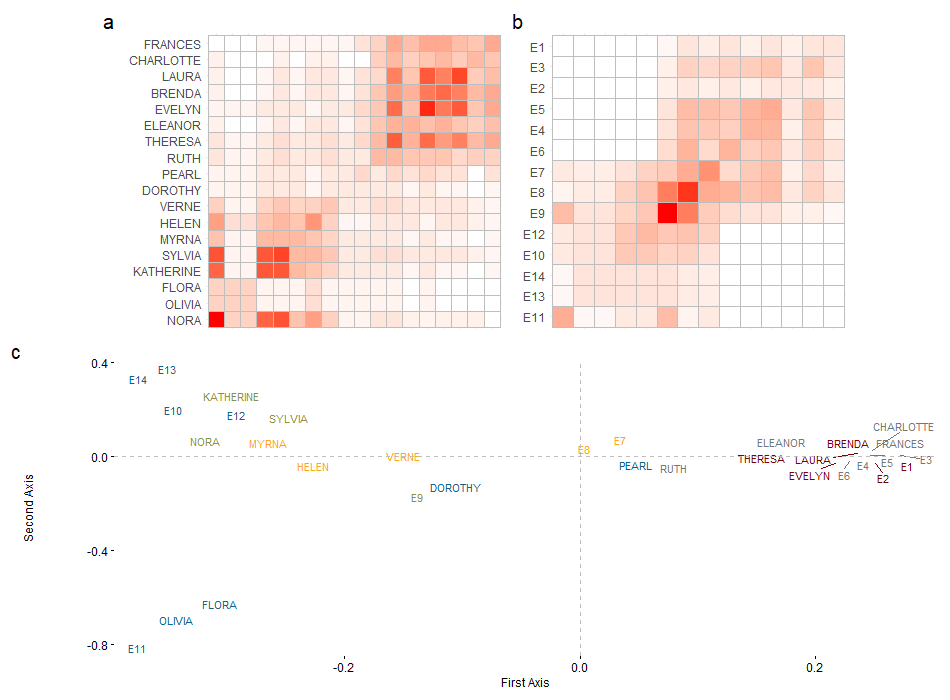 a
FRANCES
CHARLOTTE
LAURA
BRENDA
EVELYN
ELEANOR
THERESA
RUTH
PEARL
DOROTHY
VERNE
HELEN
MYRNA
SYLVIA
KATHERINE
FLORA
OLIVIA
NORA
b
E1
E3
E2
E5
E4
E6
E7
E8
E9
E12
E10
E14
E13
E11
c
Second Axis
0.4
0.0
-0.4
-0.8
E13
E14
KATHERINE
E10
E12
SYLVIA
NORA
MYRNA
HELEN
VERNE
DOROTHY
E9
FLORA
OLIVIA
E11
E7
E8
PEARL
RUTH
CHARLOTTE
ELEANOR
BRENDA
FRANCES
THERESA
LAURA
E4
E5
E1
E3
EVELYN
E6
E2
-0.2
0.0
0.2
First Axis